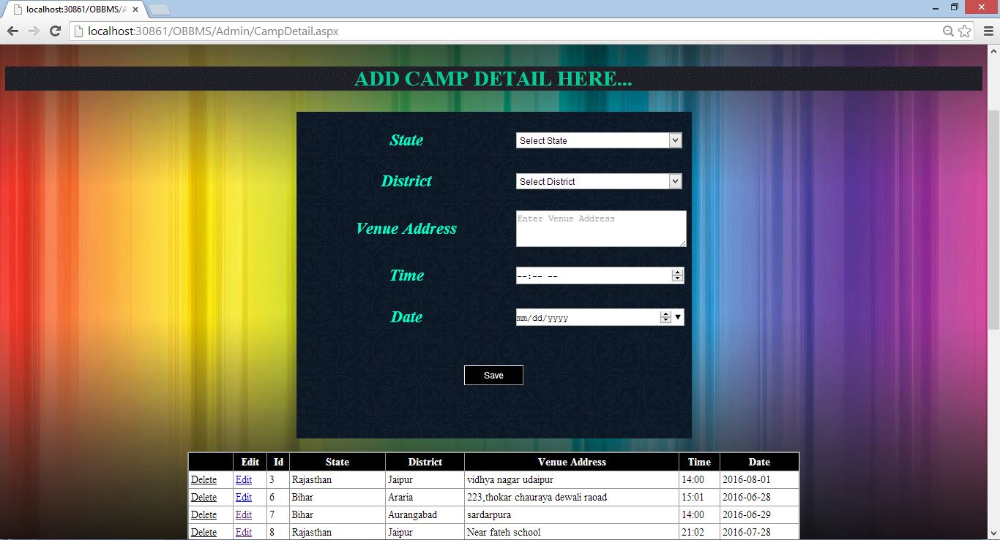 localhost:30861/OBBMS/A
localhost:30861/OBBMS/Admin/CampDetail.aspx
ADD CAMP DETAIL HERE...
State Select State
District Select District
Venue Address Enter Venue Address
Time --:-- --
Date mm/dd/yyyy
Save
Edit Id State District Venue Address Time Date
Delete Edit 3 Rajasthan Jaipur vidhya nagar udaipur 14:00 2016-08-01
Delete Edit 6 Bihar Araria 223,thokar chauraya dewali raoad 15:01 2016-06-28
Delete Edit 7 Bihar Aurangabad sardarpura 14:00 2016-06-29
Delete Edit 8 Rajasthan Jaipur Near fateh school 21:02 2016-07-28